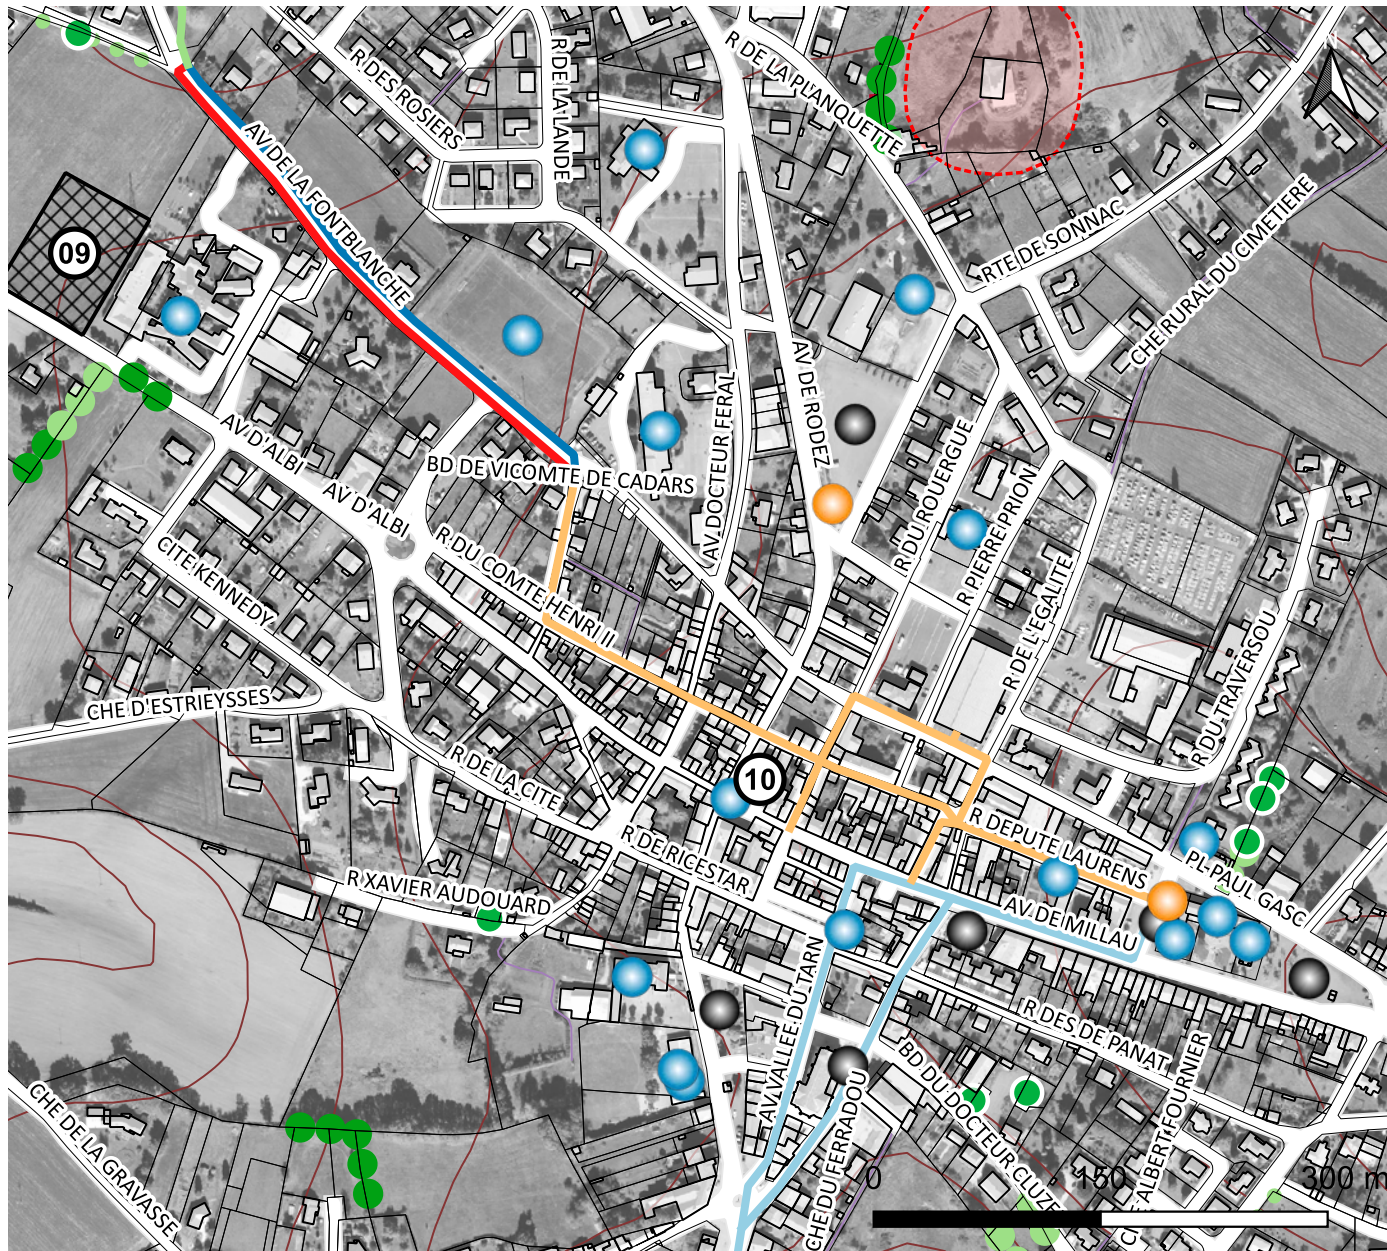 R DE LA PLANQUETTE
R DES ROSIERS
R DE LA LANDE
N
AV DE LA FONTBLANCHE
RTE DE SONNAC
CHE RURAL DU CIMETIERE
09
AV DE RODEZ
AV DOCTEUR FERAL
AV D'ALBI
BD DE VICOMTE DE CADARS
R DU ROUERGUE
R PIERRE PRION
AV D'ALBI
R DU COMTE HENRI II
CITE KENNEDY
R DE L'EGALITE
R DU TRAVERSOU
CHE D'ESTRIEYSSES
R DE LA CITE
10
R DE RICESTAR
R DEPUTE LAURENS
PL PAUL GASC
R XAVIER AUDOUARD
AV DE MILLAU
AV VALLEE DU TARN
R DES DE PANAT
BD DU DOCTEUR CLUZE
CHE DU FERRADOU
ALBERT FOURNIER
CHE DE LA GRAVASSE
0 150 300 m